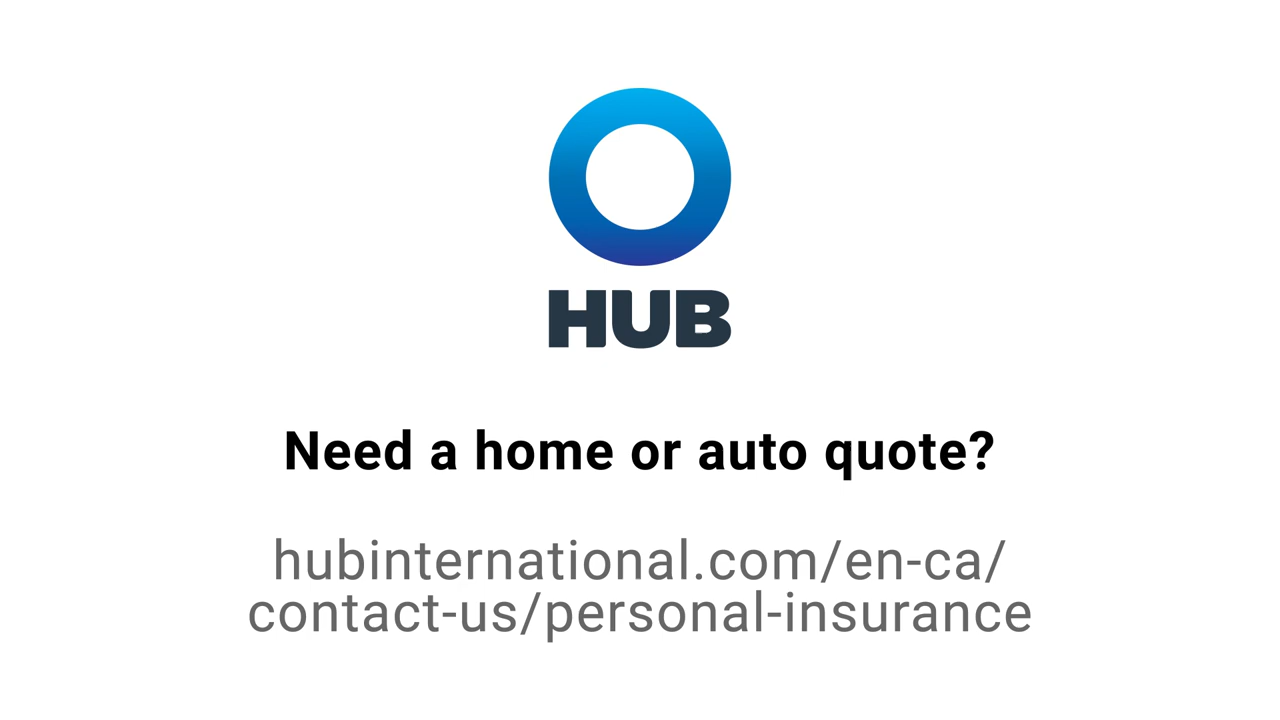 HUB
Need a home or auto quote?
hubinternational.com/en-ca/
contact-us/personal-insurance